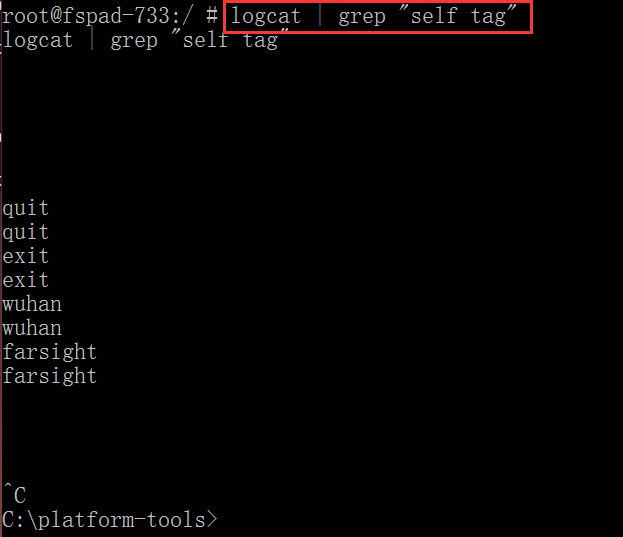 root@fspad-733:/ # logcat | grep "self tag"
logcat | grep "self tag"
quit
quit
exit
exit
wuhan
wuhan
farsight
farsight
^C
C:\platform-tools>